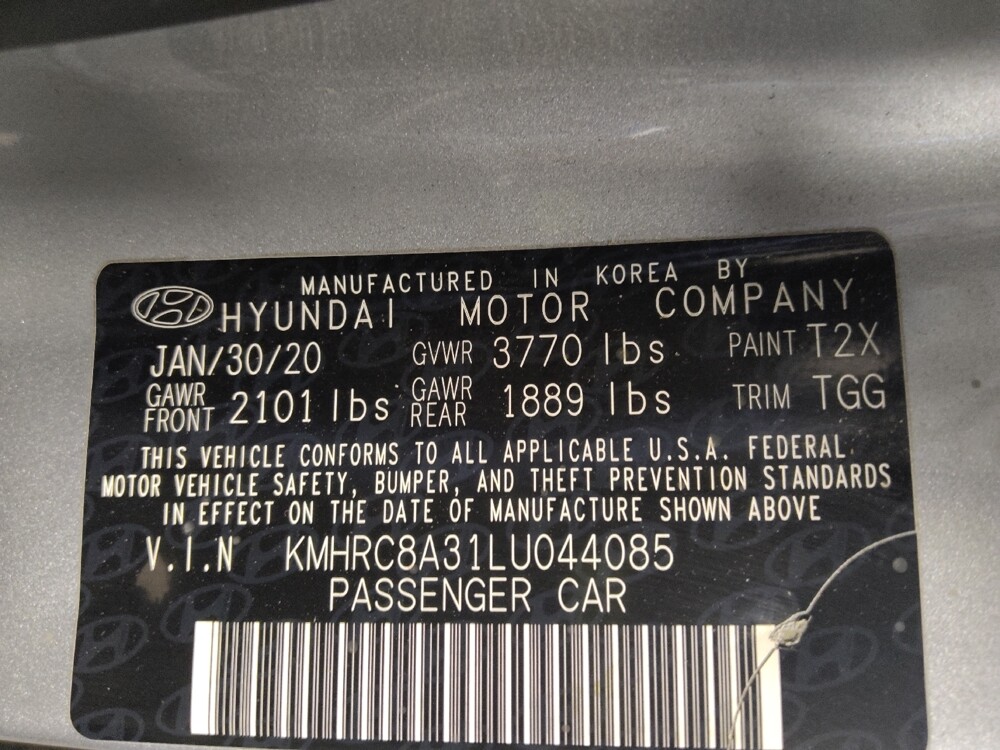 MANUFACTURED IN KOREA BY
HYUNDAI MOTOR COMPANY
JAN/30/20 GVWR 3770 lbs PAINT T2X
GAWR FRONT 2101 lbs GAWR REAR 1889 lbs TRIM TGG
THIS VEHICLE CONFORMS TO ALL APPLICABLE U.S.A. FEDERAL
MOTOR VEHICLE SAFETY, BUMPER, AND THEFT PREVENTION STANDARDS
IN EFFECT ON THE DATE OF MANUFACTURE SHOWN ABOVE
V.I.N KMHRC8A31LU044085
PASSENGER CAR